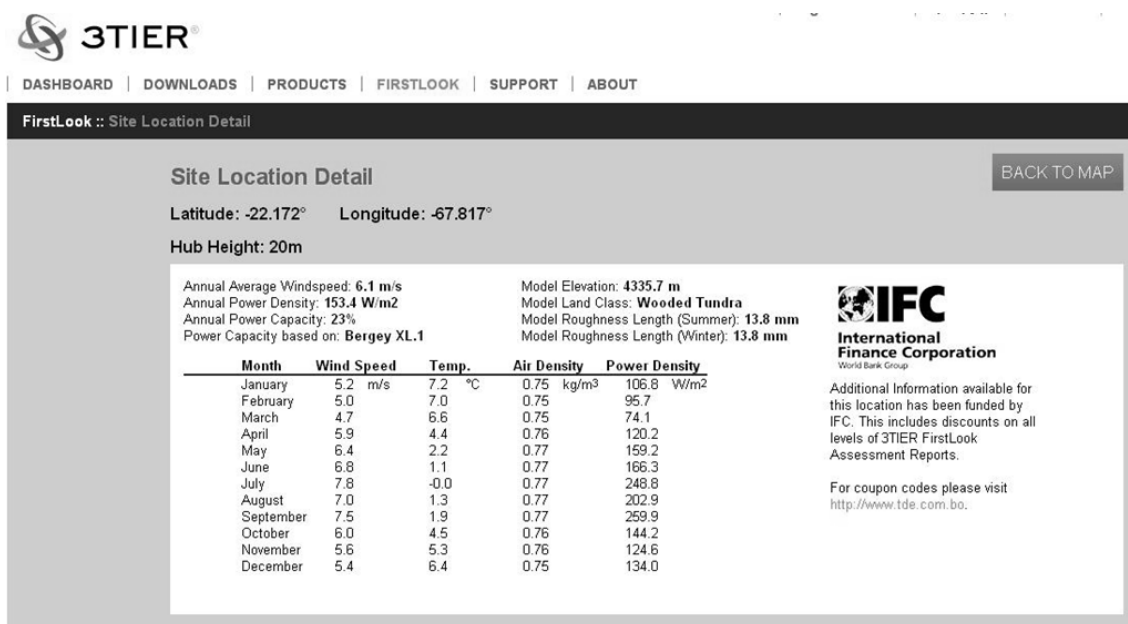 3TIER®
| DASHBOARD | DOWNLOADS | PRODUCTS | FIRSTLOOK | SUPPORT | ABOUT
FirstLook :: Site Location Detail
Site Location Detail
BACK TO MAP
Latitude: -22.172° Longitude: -67.817°
Hub Height: 20m
Annual Average Windspeed: 6.1 m/s
Annual Power Density: 153.4 W/m2
Annual Power Capacity: 23%
Power Capacity based on: Bergey XL.1
Model Elevation: 4335.7 m
Model Land Class: Wooded Tundra
Model Roughness Length (Summer): 13.8 mm
Model Roughness Length (Winter): 13.8 mm
Month Wind Speed Temp. Air Density Power Density
January 5.2 m/s 7.2 °C 0.75 kg/m3 106.8 W/m2
February 5.0 7.0 0.75 95.7
March 4.7 6.6 0.75 74.1
April 5.9 4.4 0.76 120.2
May 6.4 2.2 0.77 159.2
June 6.8 1.1 0.77 166.3
July 7.8 -0.0 0.77 248.8
August 7.0 1.3 0.77 202.9
September 7.5 1.9 0.77 259.9
October 6.0 4.5 0.76 144.2
November 5.6 5.3 0.76 124.6
December 5.4 6.4 0.75 134.0
IFC
International
Finance Corporation
World Bank Group
Additional Information available for
this location has been funded by
IFC. This includes discounts on all
levels of 3TIER FirstLook
Assessment Reports.
For coupon codes please visit
http://www.tde.com.bo.